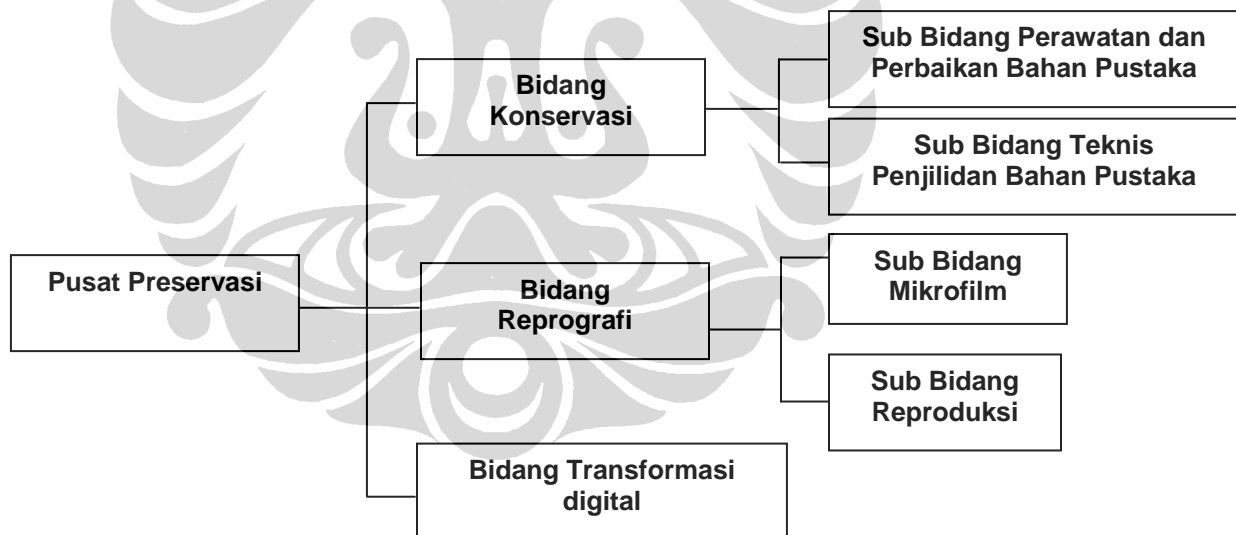 Pusat Preservasi
Bidang
Konservasi
Sub Bidang Perawatan dan
Perbaikan Bahan Pustaka
Sub Bidang Teknis
Penjilidan Bahan Pustaka
Bidang
Reprografi
Sub Bidang
Mikrofilm
Sub Bidang
Reproduksi
Bidang Transformasi
digital